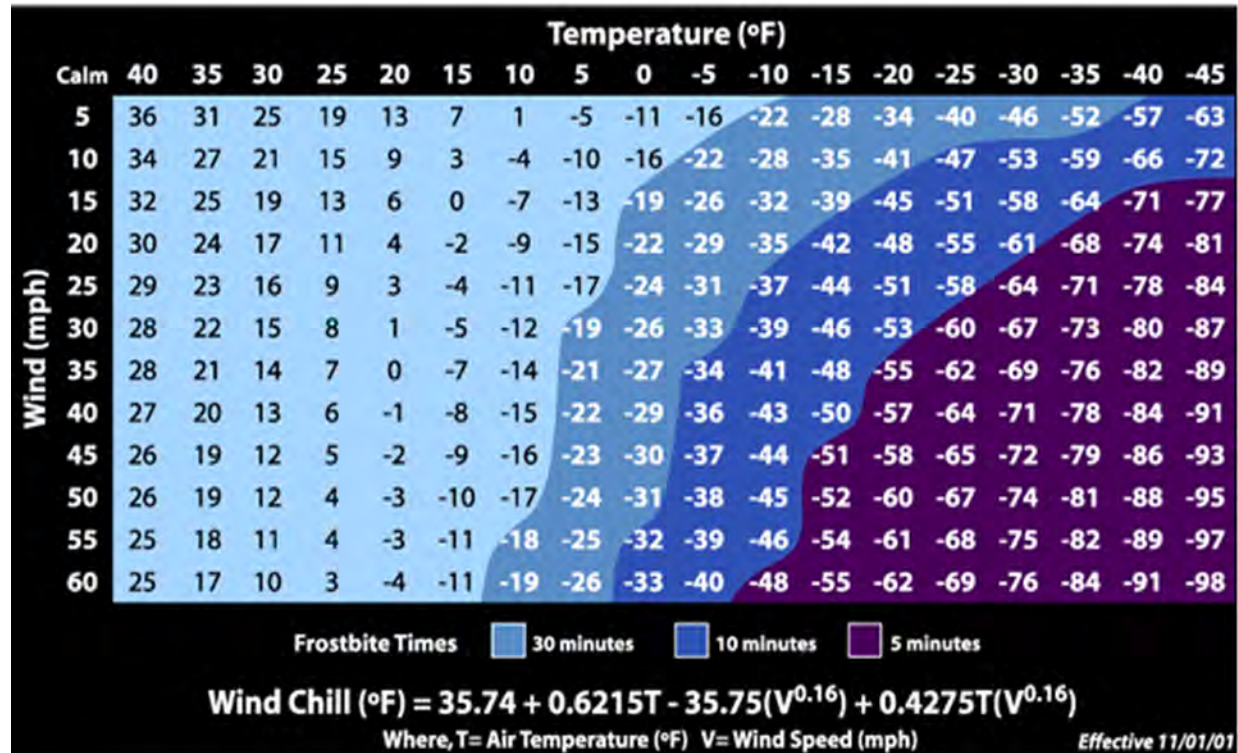 Temperature (ºF)
Calm 40 35 30 25 20 15 10 5 0 -5 -10 -15 -20 -25 -30 -35 -40 -45
5 36 31 25 19 13 7 1 -5 -11 -16 -22 -28 -34 -40 -46 -52 -57 -63
10 34 27 21 15 9 3 -4 -10 -16 -22 -28 -35 -41 -47 -53 -59 -66 -72
15 32 25 19 13 6 0 -7 -13 -19 -26 -32 -39 -45 -51 -58 -64 -71 -77
20 30 24 17 11 4 -2 -9 -15 -22 -29 -35 -42 -48 -55 -61 -68 -74 -81
25 29 23 16 9 3 -4 -11 -17 -24 -31 -37 -44 -51 -58 -64 -71 -78 -84
30 28 22 15 8 1 -5 -12 -19 -26 -33 -39 -46 -53 -60 -67 -73 -80 -87
35 28 21 14 7 0 -7 -14 -21 -27 -34 -41 -48 -55 -62 -69 -76 -82 -89
40 27 20 13 6 -1 -8 -15 -22 -29 -36 -43 -50 -57 -64 -71 -78 -84 -91
45 26 19 12 5 -2 -9 -16 -23 -30 -37 -44 -51 -58 -65 -72 -79 -86 -93
50 26 19 12 4 -3 -10 -17 -24 -31 -38 -45 -52 -60 -67 -74 -81 -88 -95
55 25 18 11 4 -3 -11 -18 -25 -32 -39 -46 -54 -61 -68 -75 -82 -89 -97
60 25 17 10 3 -4 -11 -19 -26 -33 -40 -48 -55 -62 -69 -76 -84 -91 -98
Wind (mph)
Frostbite Times 30 minutes 10 minutes 5 minutes
Wind Chill (ºF) = 35.74 + 0.6215T - 35.75(V0.16) + 0.4275T(V0.16)
Where, T= Air Temperature (ºF) V= Wind Speed (mph)
Effective 11/01/01